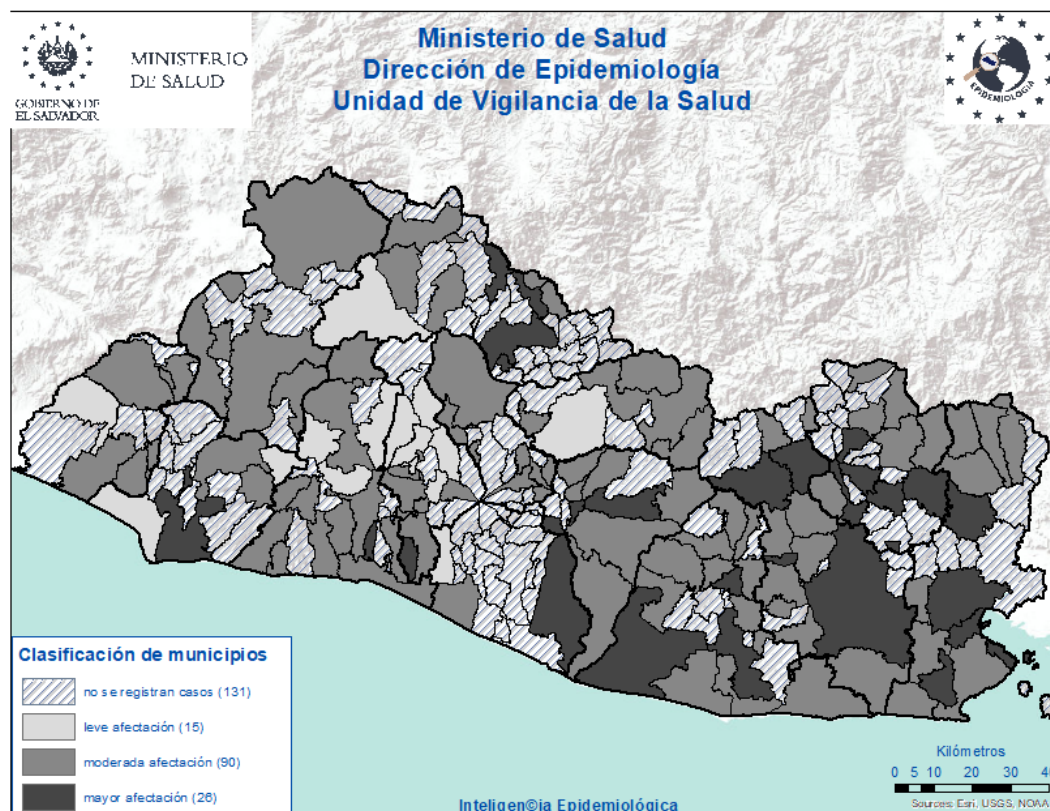 GOBIERNO DE
EL SALVADOR
MINISTERIO
DE SALUD
Ministerio de Salud
Dirección de Epidemiología
Unidad de Vigilancia de la Salud
EPIDEMIOLOGÍA
Clasificación de municipios
no se registran casos (131)
leve afectación (15)
moderada afectación (90)
mayor afectación (26)
Inteligen©ia Epidemiológica
Kilómetros
0 5 10 20 30 40
Sources: Esri, USGS, NOAA